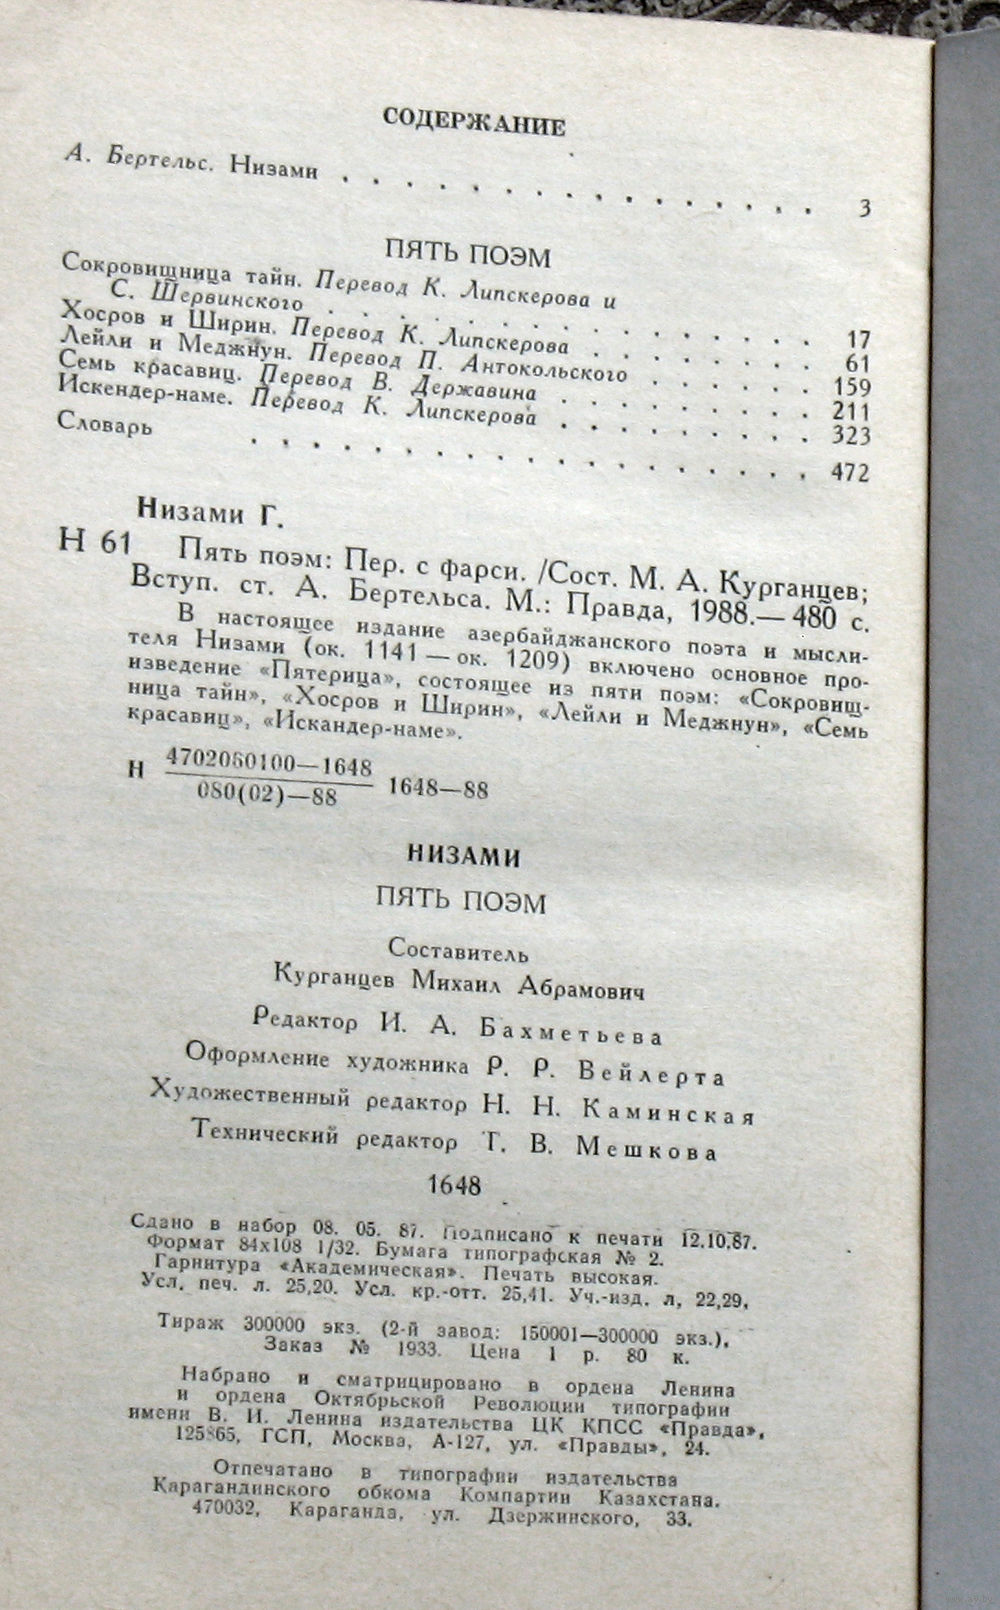 СОДЕРЖАНИЕ
А. Бертельс. Низами . . . . . . . . . . . . . . . . 3
ПЯТЬ ПОЭМ
Сокровищница тайн. Перевод К. Липскерова и
С. Шервинского . . . . . . . . . . . . . . . . 17
Хосров и Ширин. Перевод К. Липскерова . . . . . . . . 61
Лейли и Меджнун. Перевод П. Антокольского . . . . . . 159
Семь красавиц. Перевод В. Державина . . . . . . . . . 211
Искендер-наме. Перевод К. Липскерова . . . . . . . . . 323
Словарь . . . . . . . . . . . . . . . . . . . 472
Низами Г.
Н 61 Пять поэм: Пер. с фарси. /Сост. М. А. Курганцев;
Вступ. ст. А. Бертельса. М.: Правда, 1988.— 480 с.
В настоящее издание азербайджанского поэта и мысли-
теля Низами (ок. 1141 — ок. 1209) включено основное про-
изведение «Пятерица», состоящее из пяти поэм: «Сокровищ-
ница тайн», «Хосров и Ширин», «Лейли и Меджнун», «Семь
красавиц», «Искандер-наме».
Н 4702060100—1648
080(02)—88
1648—88
НИЗАМИ
ПЯТЬ ПОЭМ
Составитель
Курганцев Михаил Абрамович
Редактор И. А. Бахметьева
Оформление художника Р. Р. Вейлерта
Художественный редактор Н. Н. Каминская
Технический редактор Т. В. Мешкова
1648
Сдано в набор 08. 05. 87. Подписано к печати 12.10.87.
Формат 84х108 1/32. Бумага типографская № 2.
Гарнитура «Академическая». Печать высокая.
Усл. печ. л. 25,20. Усл. кр.-отт. 25,41. Уч.-изд. л, 22,29,
Тираж 300000 экз. (2-й завод: 150001—300000 экз.),
Заказ № 1933. Цена 1 р. 80 к.
Набрано и сматрицировано в ордена Ленина
и ордена Октябрьской Революции типографии
имени В. И. Ленина издательства ЦК КПСС «Правда»,
125865, ГСП, Москва, А-127, ул. «Правды», 24.
Отпечатано в типографии издательства
Карагандинского обкома Компартии Казахстана.
470032, Караганда, ул. Дзержинского, 33.